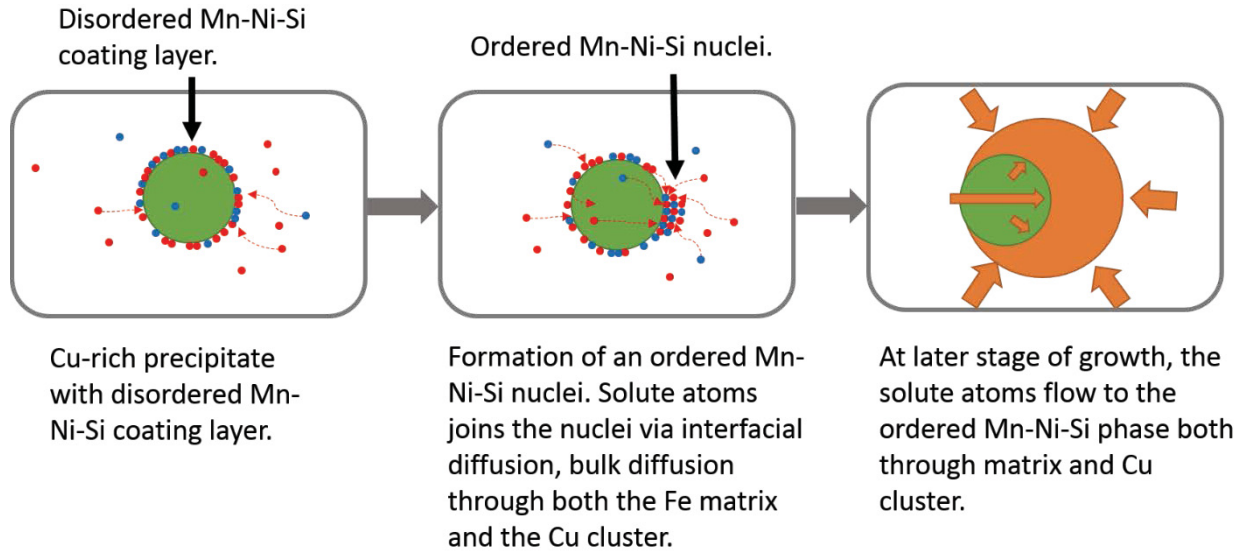 Disordered Mn-Ni-Si
coating layer.
Ordered Mn-Ni-Si nuclei.
Cu-rich precipitate
with disordered Mn-
Ni-Si coating layer.
Formation of an ordered Mn-
Ni-Si nuclei. Solute atoms
joins the nuclei via interfacial
diffusion, bulk diffusion
through both the Fe matrix
and the Cu cluster.
At later stage of growth, the
solute atoms flow to the
ordered Mn-Ni-Si phase both
through matrix and Cu
cluster.